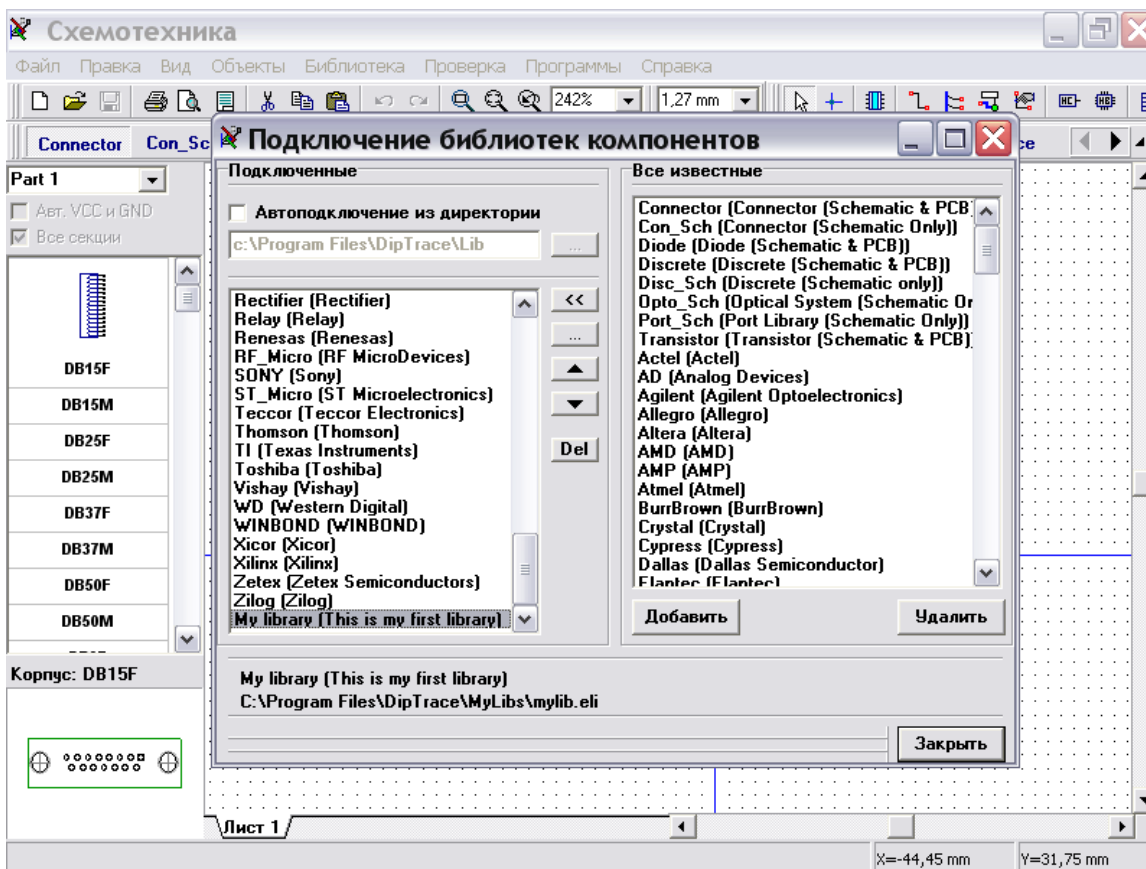 Схемотехника
Файл Правка Вид Объекты Библиотека Проверка Программы Справка
242% 1,27 mm
Connector Con_Sc
Подключение библиотек компонентов
Part 1
Авт. VCC и GND
Все секции
DB15F
DB15M
DB25F
DB25M
DB37F
DB37M
DB50F
DB50M
Корпус: DB15F
Подключенные
Автоподключение из директории
c:\Program Files\DipTrace\Lib
...
Rectifier (Rectifier)
Relay (Relay)
Renesas (Renesas)
RF_Micro (RF MicroDevices)
SONY (Sony)
ST_Micro (ST Microelectronics)
Teccor (Teccor Electronics)
Thomson (Thomson)
TI (Texas Instruments)
Toshiba (Toshiba)
Vishay (Vishay)
WD (Western Digital)
WINBOND (WINBOND)
Xicor (Xicor)
Xilinx (Xilinx)
Zetex (Zetex Semiconductors)
Zilog (Zilog)
My library (This is my first library)
<<
...
Del
Все известные
Connector (Connector (Schematic & PCB)
Con_Sch (Connector (Schematic Only))
Diode (Diode (Schematic & PCB))
Discrete (Discrete (Schematic & PCB))
Disc_Sch (Discrete (Schematic only))
Opto_Sch (Optical System (Schematic Or
Port_Sch (Port Library (Schematic Only))
Transistor (Transistor (Schematic & PCB)
Actel (Actel)
AD (Analog Devices)
Agilent (Agilent Optoelectronics)
Allegro (Allegro)
Altera (Altera)
AMD (AMD)
AMP (AMP)
Atmel (Atmel)
BurrBrown (BurrBrown)
Crystal (Crystal)
Cypress (Cypress)
Dallas (Dallas Semiconductor)
Elantec (Elantec)
Добавить Удалить
My library (This is my first library)
C:\Program Files\DipTrace\MyLibs\mylib.eli
Закрыть
Лист 1
X=-44,45 mm Y=31,75 mm